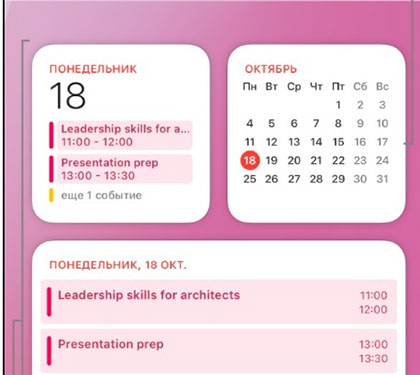 ПОНЕДЕЛЬНИК
18
Leadership skills for a...
11:00 - 12:00
Presentation prep
13:00 - 13:30
еще 1 событие
ОКТЯБРЬ
Пн Вт Ср Чт Пт Сб Вс
1 2 3
4 5 6 7 8 9 10
11 12 13 14 15 16 17
18 19 20 21 22 23 24
25 26 27 28 29 30 31
ПОНЕДЕЛЬНИК, 18 ОКТ.
Leadership skills for architects 11:00
12:00
Presentation prep 13:00
13:30